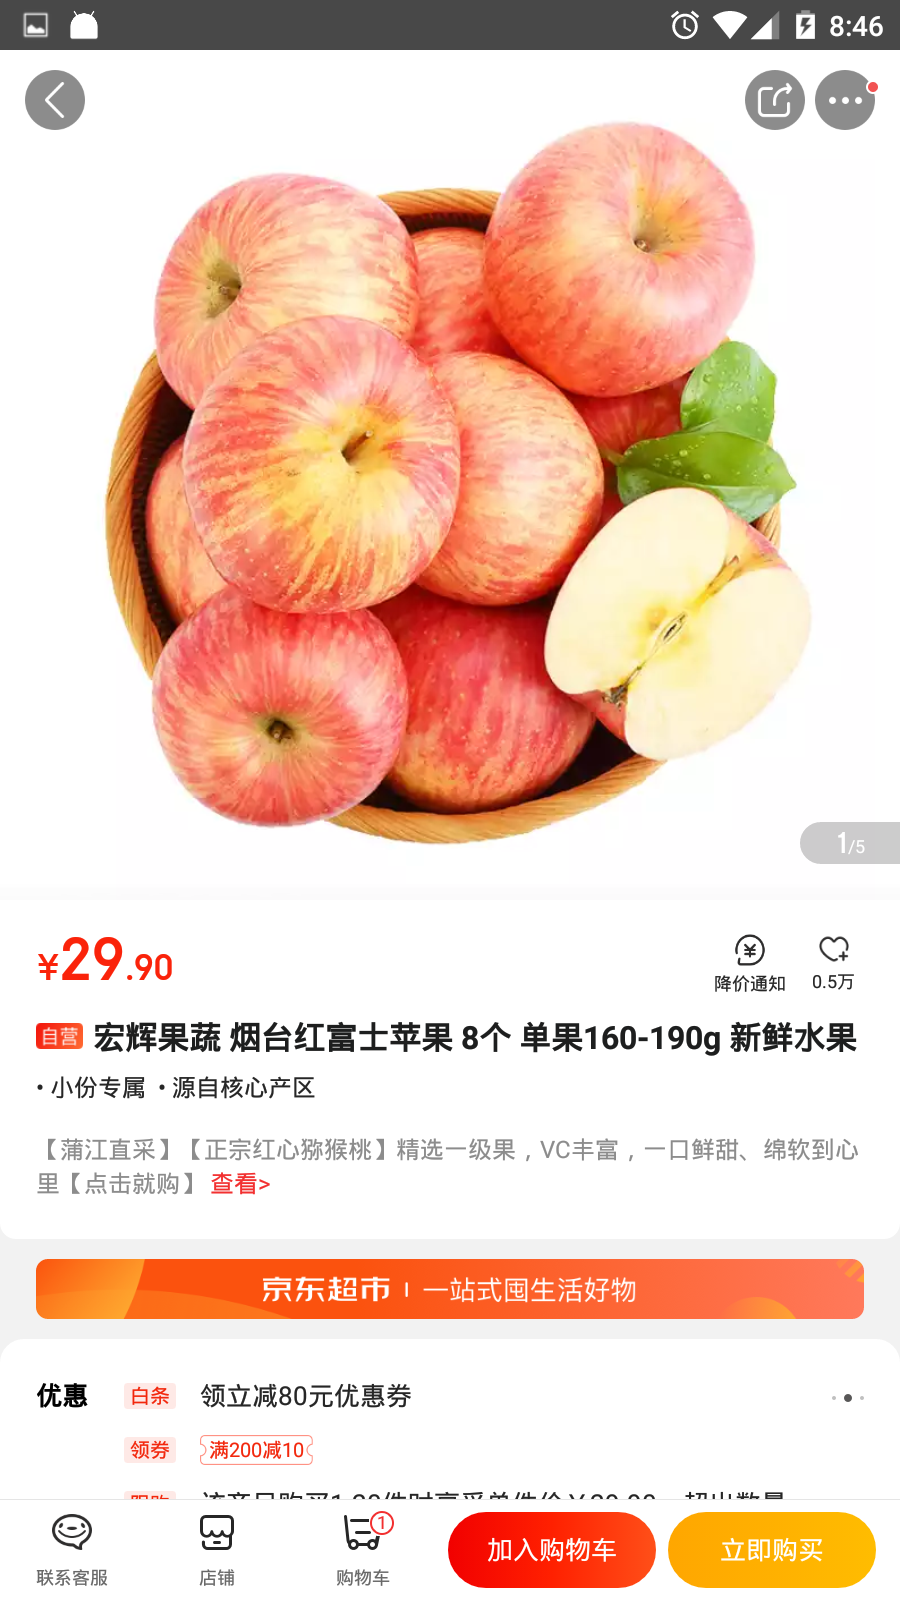 8:46
1/5
¥29.90
降价通知
0.5万
自营 宏辉果蔬 烟台红富士苹果 8个 单果160-190g 新鲜水果
• 小份专属 • 源自核心产区
【蒲江直采】【正宗红心猕猴桃】精选一级果，VC丰富，一口鲜甜、绵软到心
里【点击就购】 查看>
京东超市 | 一站式囤生活好物
优惠 白条 领立减80元优惠券
领券 满200减10
1
联系客服
店铺
购物车
加入购物车
立即购买